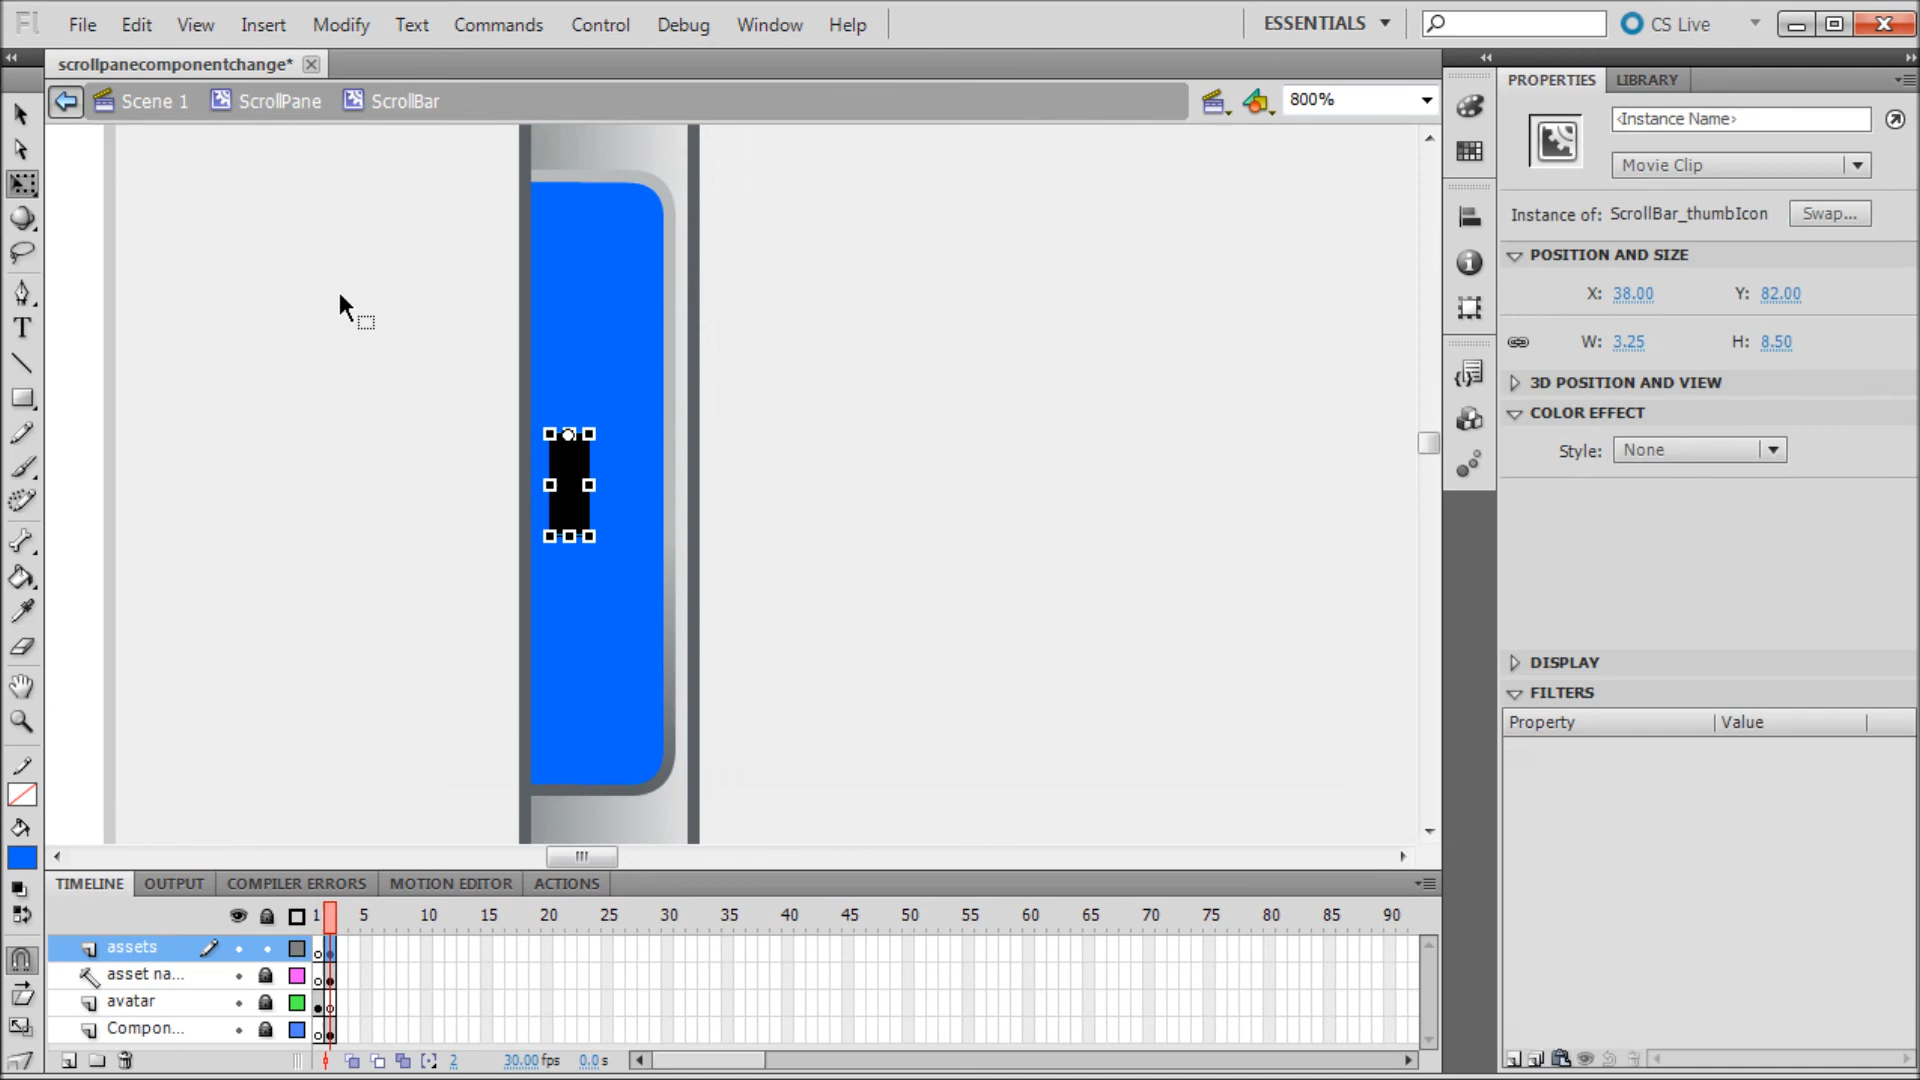 Fl File Edit View Insert Modify Text Commands Control Debug Window Help ESSENTIALS CS Live
scrollpanecomponentchange*
Scene 1 ScrollPane ScrollBar 800%
PROPERTIES LIBRARY
<Instance Name>
Movie Clip
Instance of: ScrollBar_thumbIcon Swap...
POSITION AND SIZE
X: 38.00 Y: 82.00
W: 3.25 H: 8.50
3D POSITION AND VIEW
COLOR EFFECT
Style: None
DISPLAY
FILTERS
Property Value
TIMELINE OUTPUT COMPILER ERRORS MOTION EDITOR ACTIONS
1 5 10 15 20 25 30 35 40 45 50 55 60 65 70 75 80 85 90
assets
asset na...
avatar
Compon...
2 30.00 fps 0.0 s